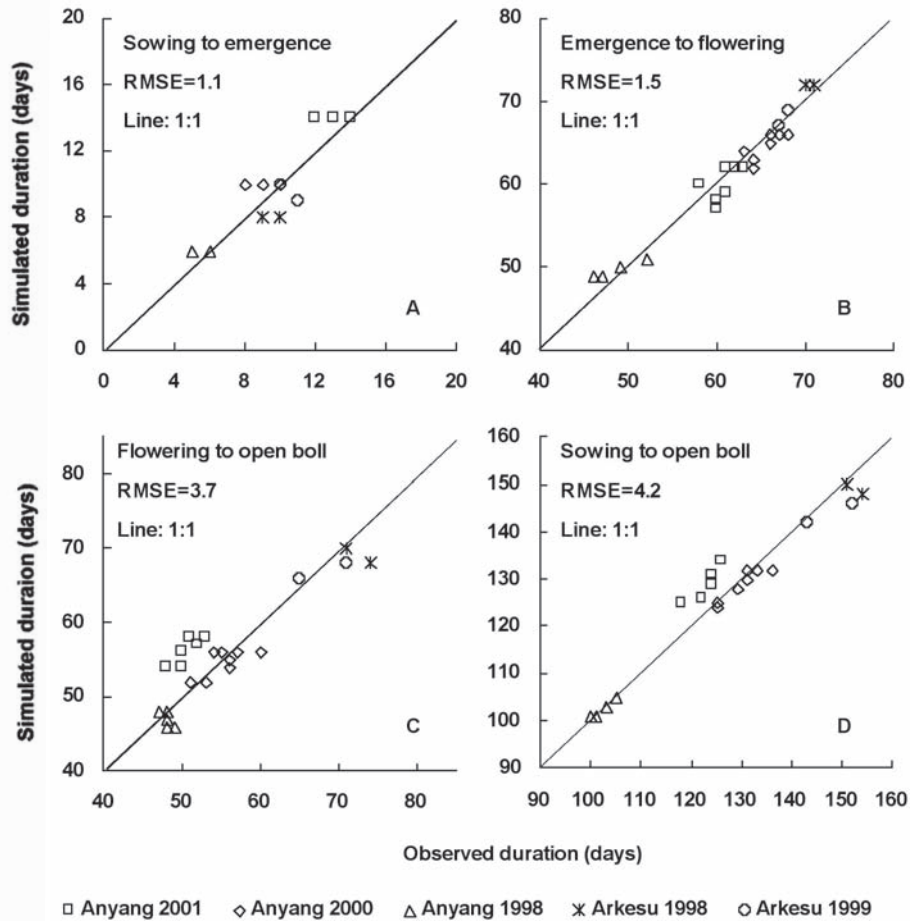 20
16
12
8
4
0
0 4 8 12 16 20
Sowing to emergence
RMSE=1.1
Line: 1:1
A
Simulated duration (days)
80
70
60
50
40
40 50 60 70 80
Emergence to flowering
RMSE=1.5
Line: 1:1
B
80
70
60
50
40
40 50 60 70 80
Flowering to open boll
RMSE=3.7
Line: 1:1
C
Simulated duraion (days)
160
150
140
130
120
110
100
90
90 100 110 120 130 140 150 160
Sowing to open boll
RMSE=4.2
Line: 1:1
D
Observed duration (days)
Anyang 2001 Anyang 2000 Anyang 1998 Arkesu 1998 Arkesu 1999